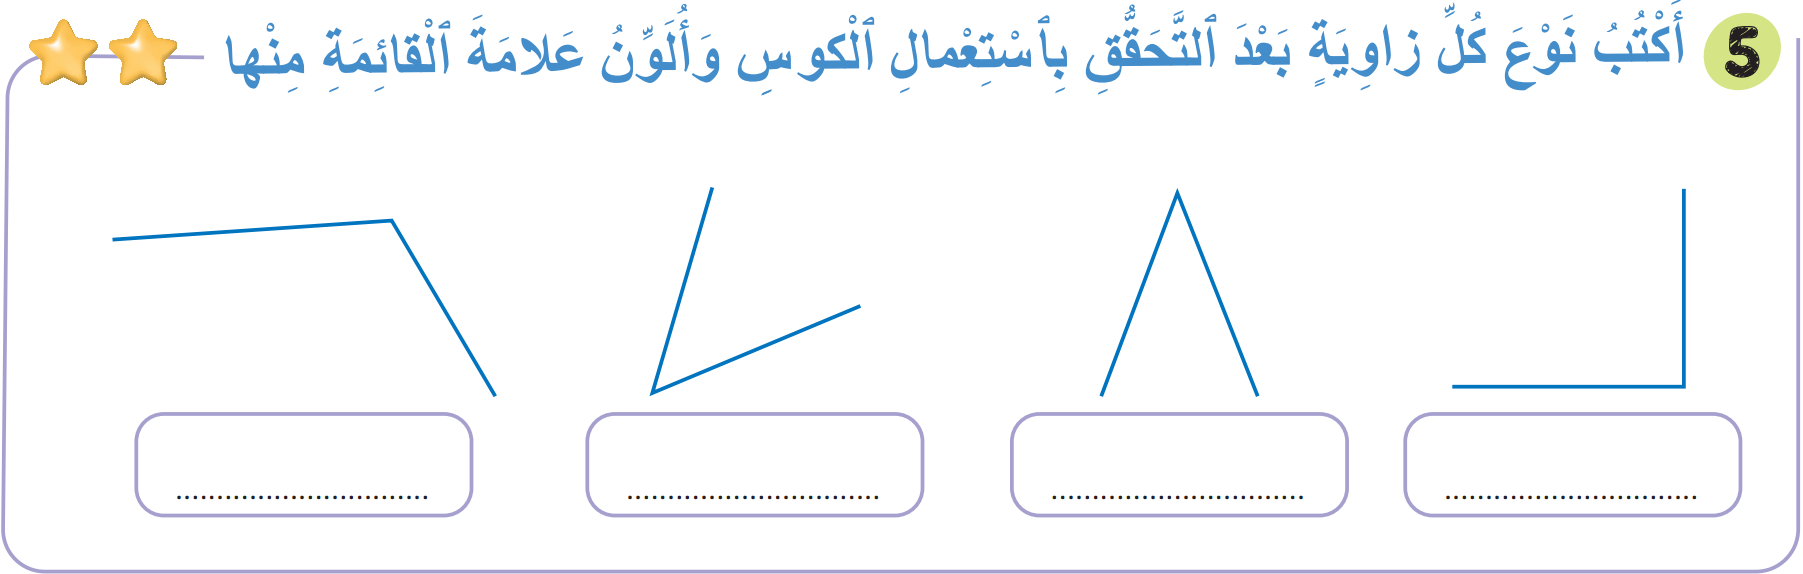 5 أَكْتُبُ نَوْعَ كُلِّ زاوِيَةٍ بَعْدَ ٱلتَّحَقُّقِ بِٱسْتِعْمالِ ٱلْكوسِ وَأُلَوِّنُ عَلامَةَ ٱلْقائِمَةِ مِنْها
............................... ............................... ............................... ...............................